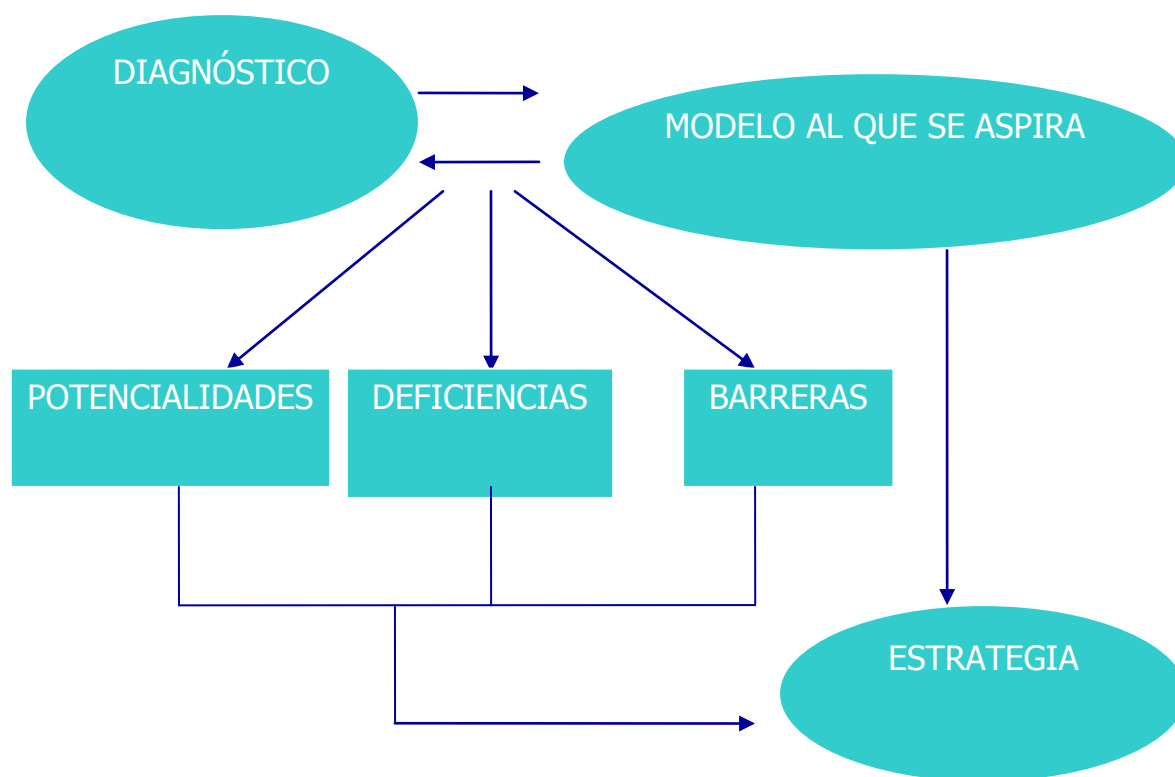 DIAGNÓSTICO
MODELO AL QUE SE ASPIRA
POTENCIALIDADES
DEFICIENCIAS
BARRERAS
ESTRATEGIA